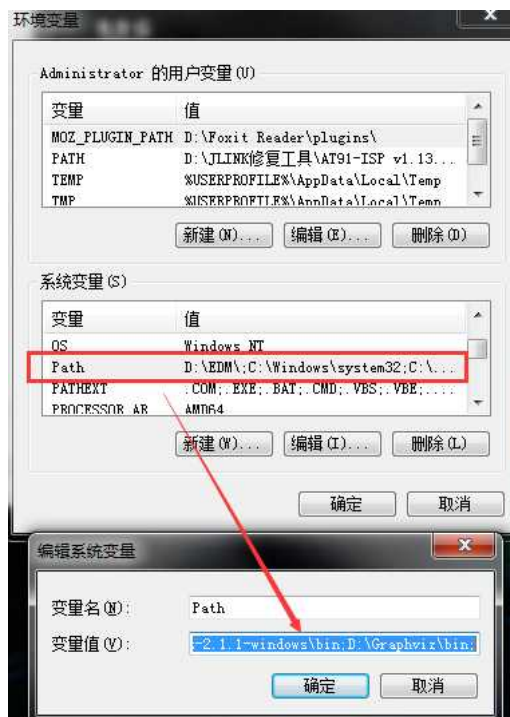 环境变量
Administrator 的用户变量(U)
变量 值
MOZ_PLUGIN_PATH D:\Foxit Reader\plugins\
PATH D:\JLINK修复工具\AT91-ISP v1.13...
TEMP %USERPROFILE%\AppData\Local\Temp
TMP %USERPROFILE%\AppData\Local\Temp
新建(N)... 编辑(E)... 删除(D)
系统变量(S)
变量 值
OS Windows_NT
Path D:\EDM\;C:\Windows\system32;C:\...
PATHEXT .COM;.EXE;.BAT;.CMD;.VBS;.VBE;....
PROCESSOR_AR AMD64
新建(W)... 编辑(I)... 删除(L)
确定 取消
编辑系统变量
变量名(N): Path
变量值(V): -2.1.1-windows\bin;D:\Graphviz\bin;
确定 取消